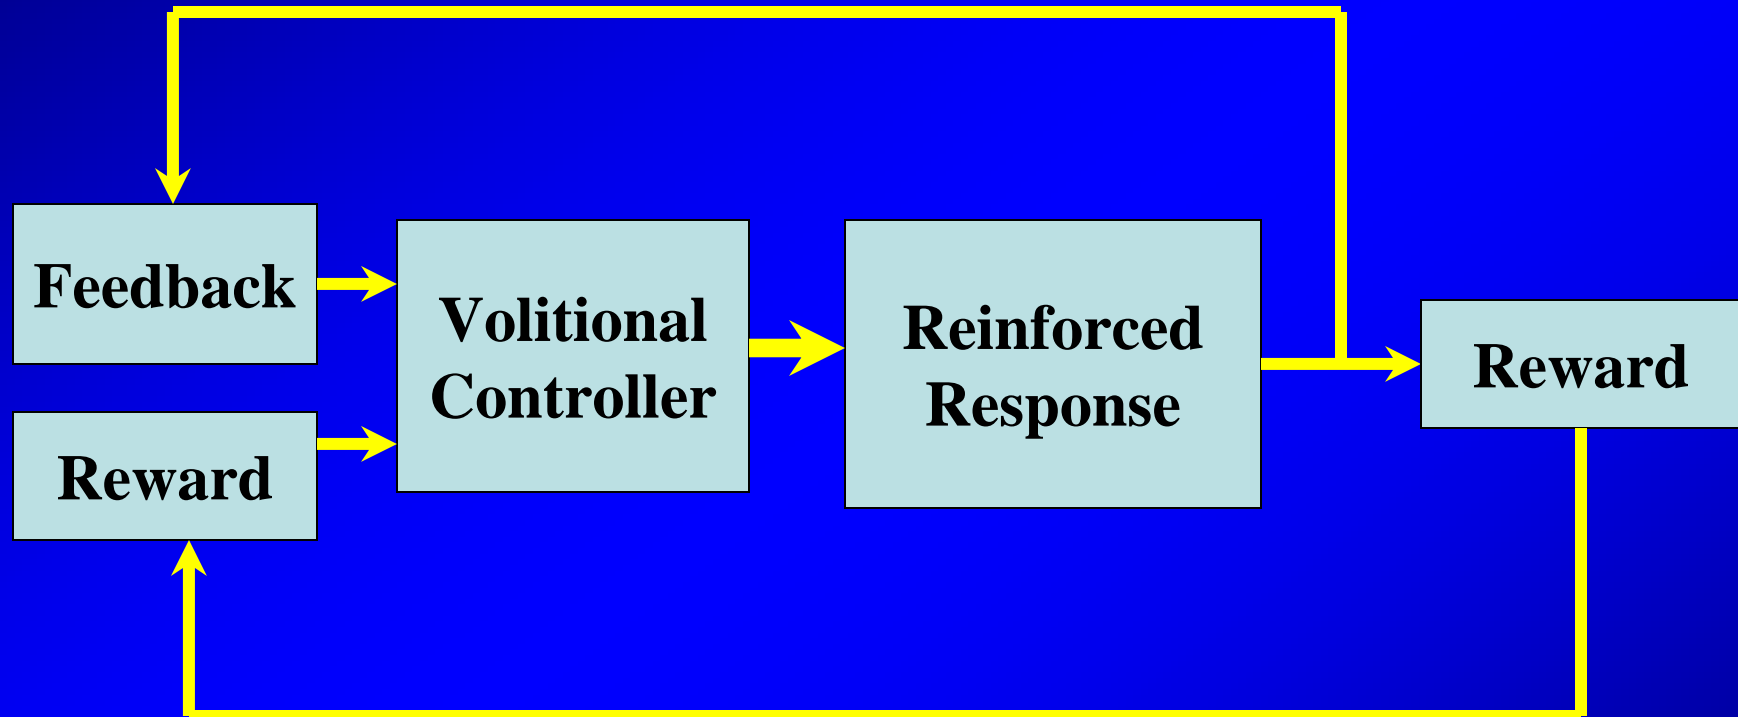 Feedback
Volitional
Controller
Reinforced
Response
Reward
Reward